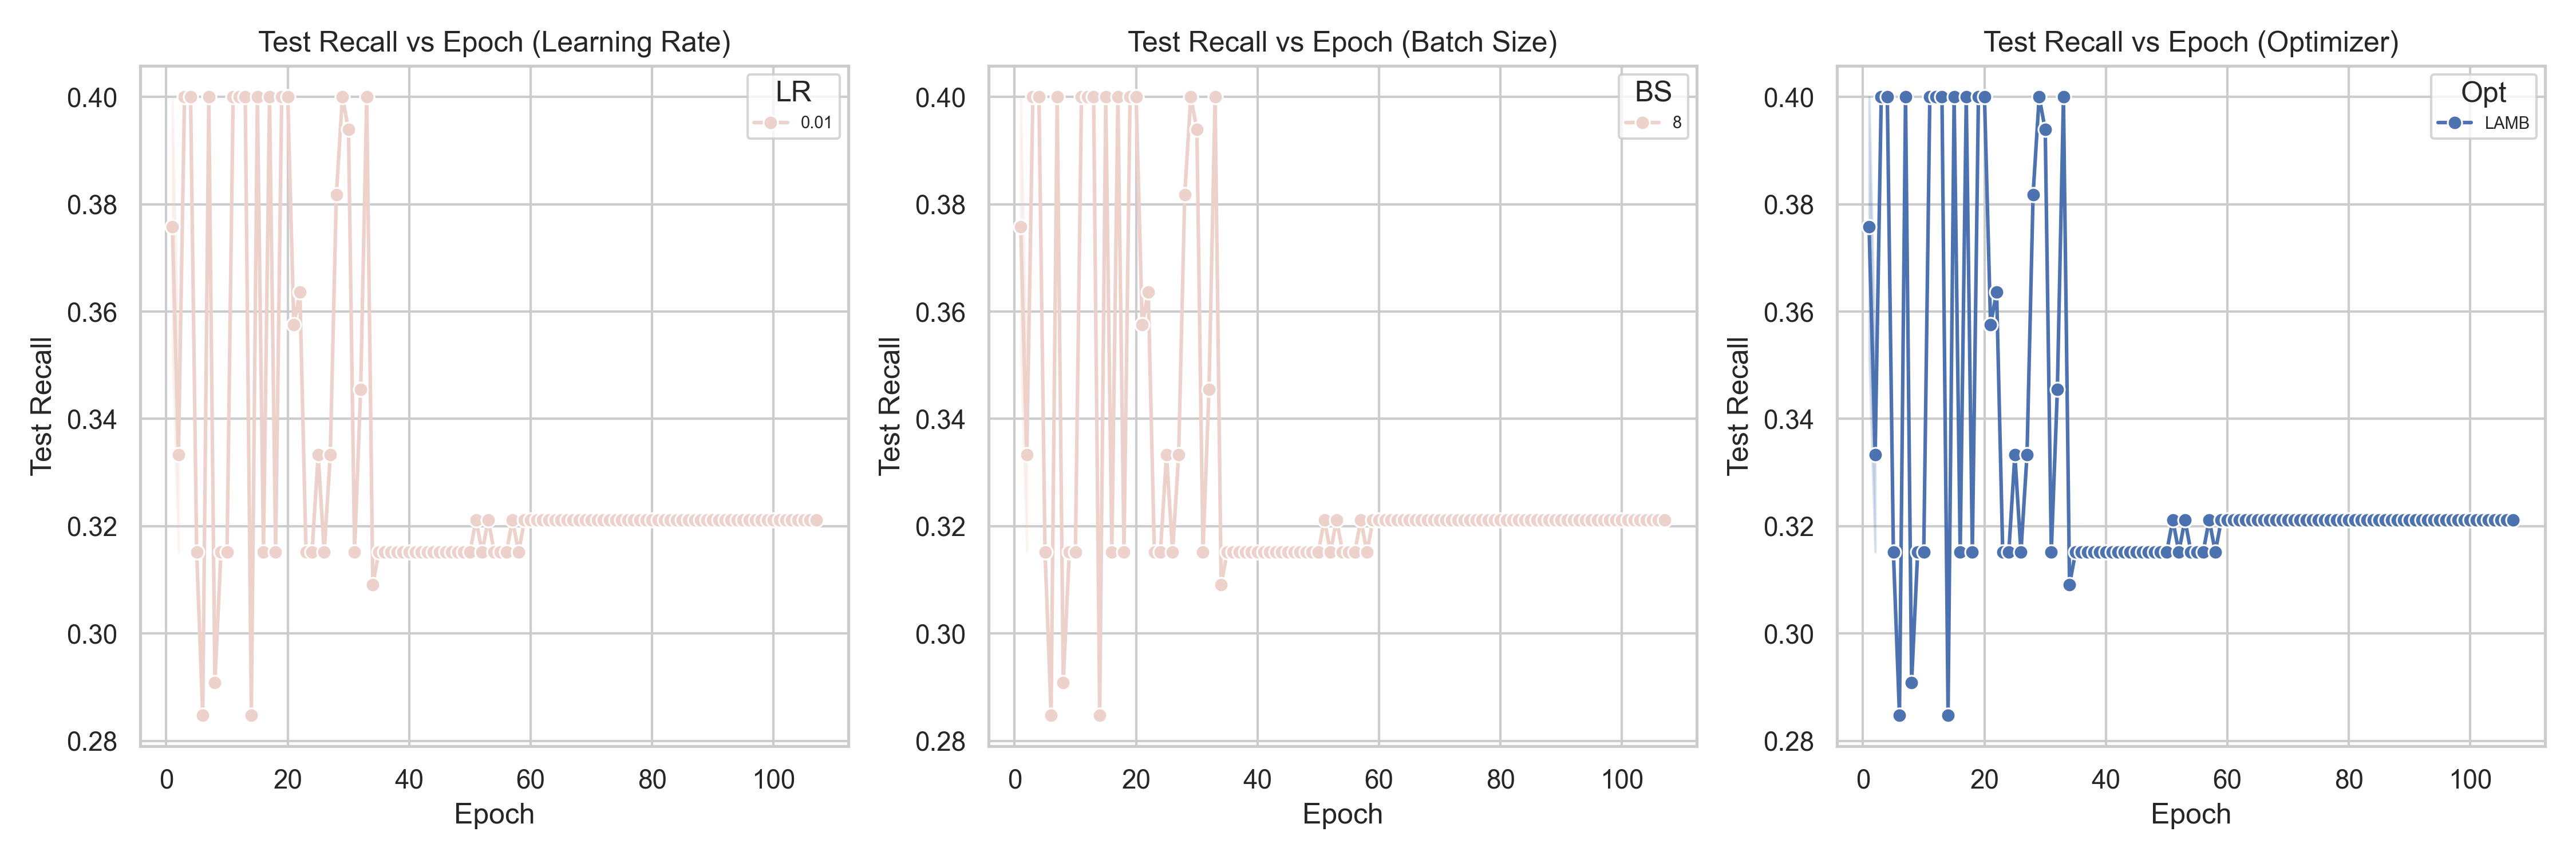 Test Recall vs Epoch (Learning Rate)
Test Recall
0.40
0.38
0.36
0.34
0.32
0.30
0.28
0 20 40 60 80 100
Epoch
LR
0.01
Test Recall vs Epoch (Batch Size)
Test Recall
0.40
0.38
0.36
0.34
0.32
0.30
0.28
0 20 40 60 80 100
Epoch
BS
8
Test Recall vs Epoch (Optimizer)
Test Recall
0.40
0.38
0.36
0.34
0.32
0.30
0.28
0 20 40 60 80 100
Epoch
Opt
LAMB